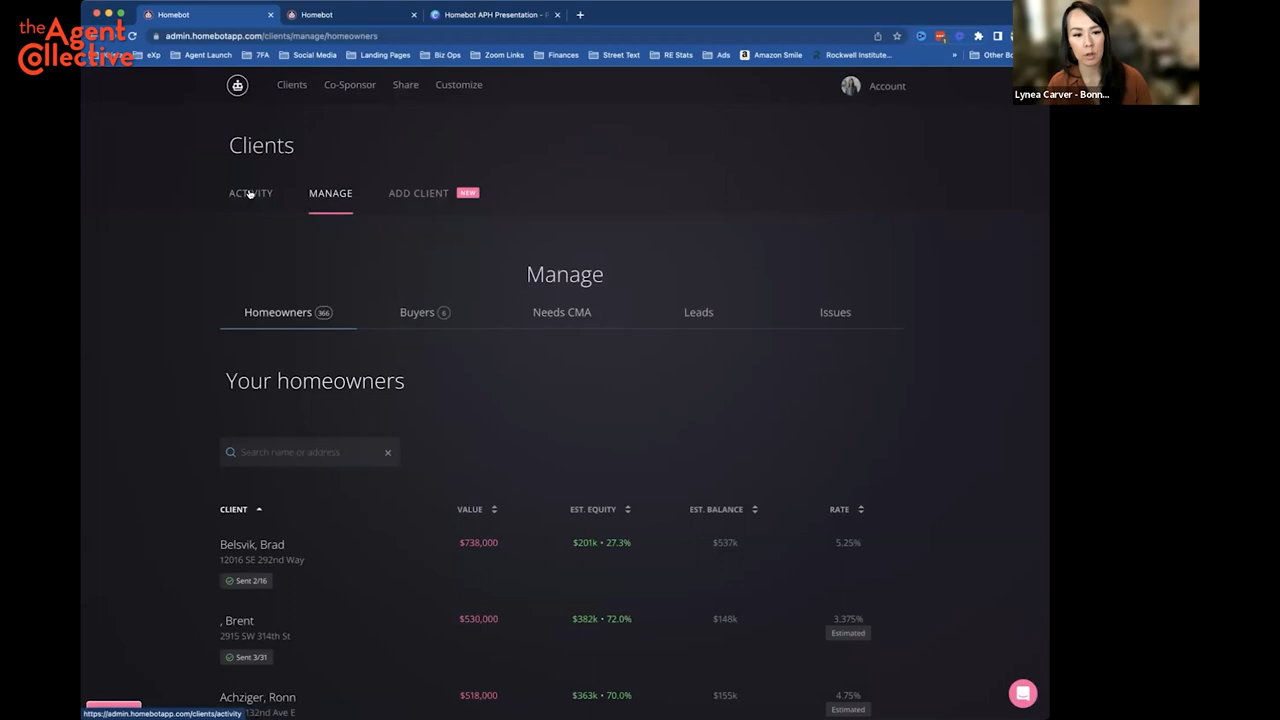 the Agent Collective
Homebot
Homebot
Homebot APH Presentation - F
admin.homebotapp.com/clients/manage/homeowners
eXp
Agent Launch
7FA
Social Media
Landing Pages
Biz Ops
Zoom Links
Finances
Street Text
RE Stats
Ads
Amazon Smile
Rockwell Institute...
»
Other Bo
Lynea Carver - Bonn...
Clients
Co-Sponsor
Share
Customize
Account
Clients
ACTIVITY
MANAGE
ADD CLIENT
NEW
Manage
Homeowners 366
Buyers 6
Needs CMA
Leads
Issues
Your homeowners
Search name or address
CLIENT
VALUE
EST. EQUITY
EST. BALANCE
RATE
Belsvik, Brad
$738,000
$201k • 27.3%
$537k
5.25%
12016 SE 292nd Way
Sent 2/16
, Brent
$530,000
$382k • 72.0%
$148k
3.375%
2915 SW 314th St
Estimated
Sent 3/31
Achziger, Ronn
$518,000
$363k • 70.0%
$155k
4.75%
132nd Ave E
Estimated
https://admin.homebotapp.com/clients/activity